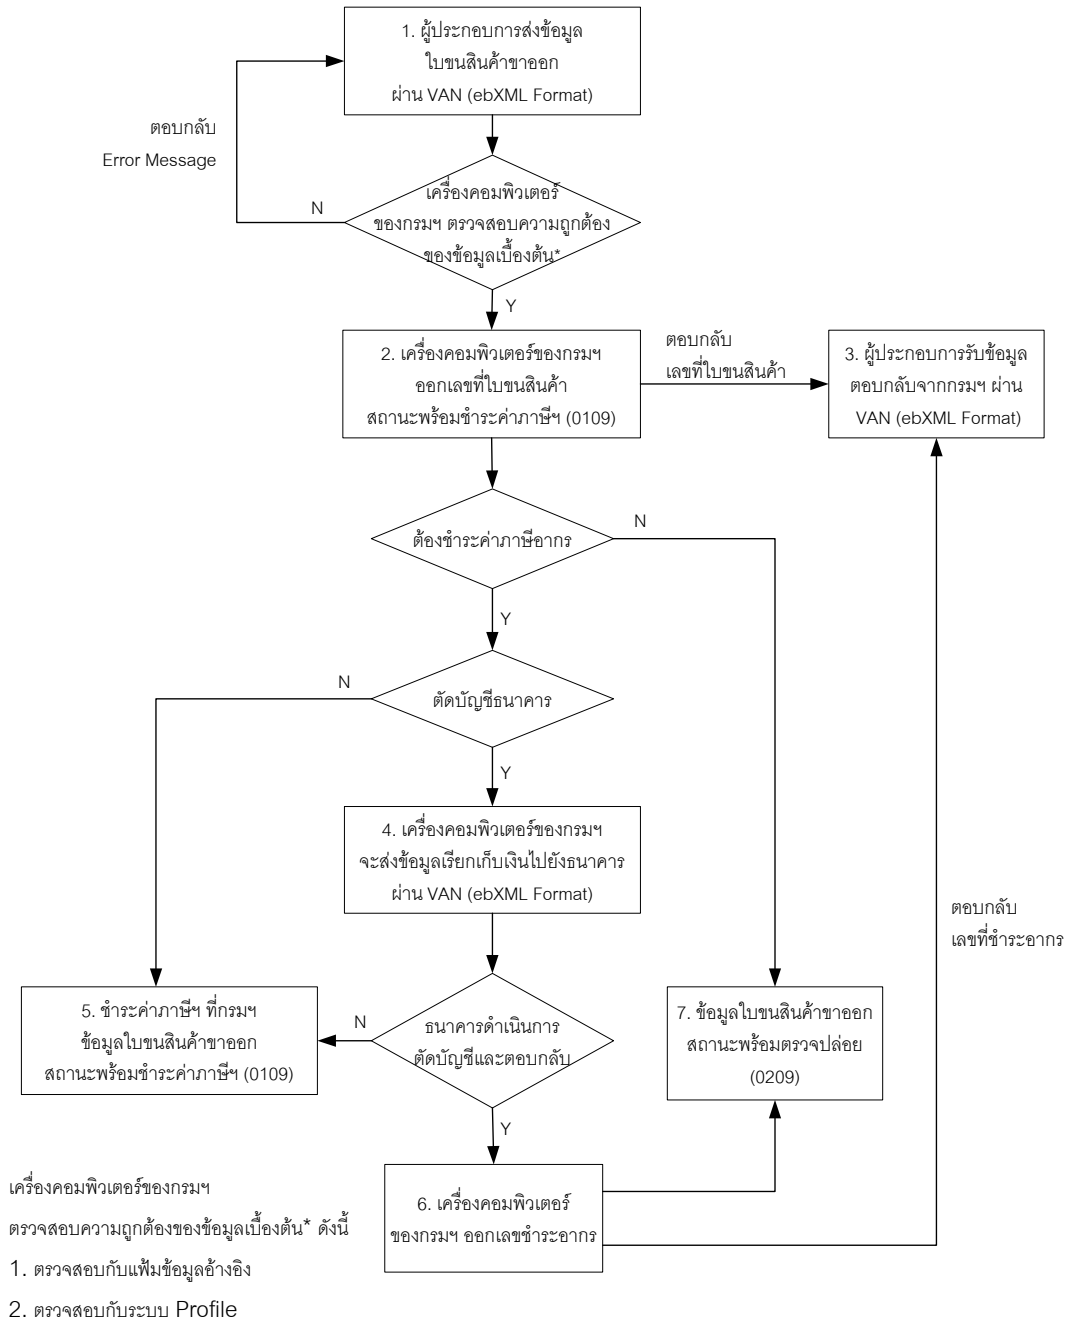 1. ผู้ประกอบการส่งข้อมูล
ใบขนสินค้าขาออก
ผ่าน VAN (ebXML Format)
ตอบกลับ
Error Message
N
เครื่องคอมพิวเตอร์
ของกรมฯ ตรวจสอบความถูกต้อง
ของข้อมูลเบื้องต้น*
Y
2. เครื่องคอมพิวเตอร์ของกรมฯ
ออกเลขที่ใบขนสินค้า
สถานะพร้อมชำระค่าภาษีฯ (0109)
ตอบกลับ
เลขที่ใบขนสินค้า
3. ผู้ประกอบการรับข้อมูล
ตอบกลับจากกรมฯ ผ่าน
VAN (ebXML Format)
ต้องชำระค่าภาษีอากร
N
Y
ตัดบัญชีธนาคาร
N
Y
4. เครื่องคอมพิวเตอร์ของกรมฯ
จะส่งข้อมูลเรียกเก็บเงินไปยังธนาคาร
ผ่าน VAN (ebXML Format)
ตอบกลับ
เลขที่ชำระอากร
5. ชำระค่าภาษีฯ ที่กรมฯ
ข้อมูลใบขนสินค้าขาออก
สถานะพร้อมชำระค่าภาษีฯ (0109)
N
ธนาคารดำเนินการ
ตัดบัญชีและตอบกลับ
7. ข้อมูลใบขนสินค้าขาออก
สถานะพร้อมตรวจปล่อย
(0209)
Y
6. เครื่องคอมพิวเตอร์
ของกรมฯ ออกเลขชำระอากร
เครื่องคอมพิวเตอร์ของกรมฯ
ตรวจสอบความถูกต้องของข้อมูลเบื้องต้น* ดังนี้
1. ตรวจสอบกับแฟ้มข้อมูลอ้างอิง
2. ตรวจสอบกับระบบ Profile